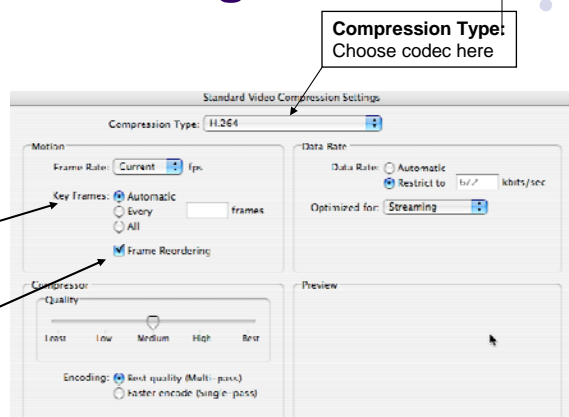 Compression Type:
Choose codec here
Standard Video Compression Settings
Compression Type: H.264
Motion
Frame Rate: Current fps
Key Frames: Automatic
Every frames
All
Frame Reordering
Data Rate
Data Rate: Automatic
Restrict to kbits/sec
Optimized for: Streaming
Compressor
Quality
Least Low Medium High Best
Encoding: Best quality (Multi-pass)
Faster encode (Single-pass)
Preview